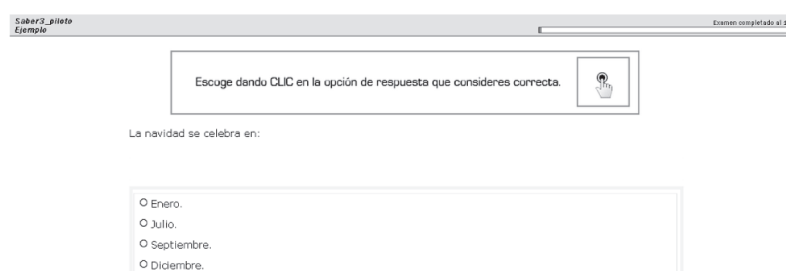 Saber3_piloto
Ejemplo
Examen completado al
Escoge dando CLIC en la opción de respuesta que consideres correcta.
La navidad se celebra en:
Enero.
Julio.
Septiembre.
Diciembre.